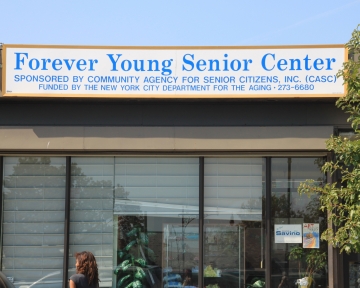 Forever Young Senior Center
SPONSORED BY COMMUNITY AGENCY FOR SENIOR CITIZENS, INC. (CASC)
FUNDED BY THE NEW YORK CITY DEPARTMENT FOR THE AGING · 273-6680
Savino